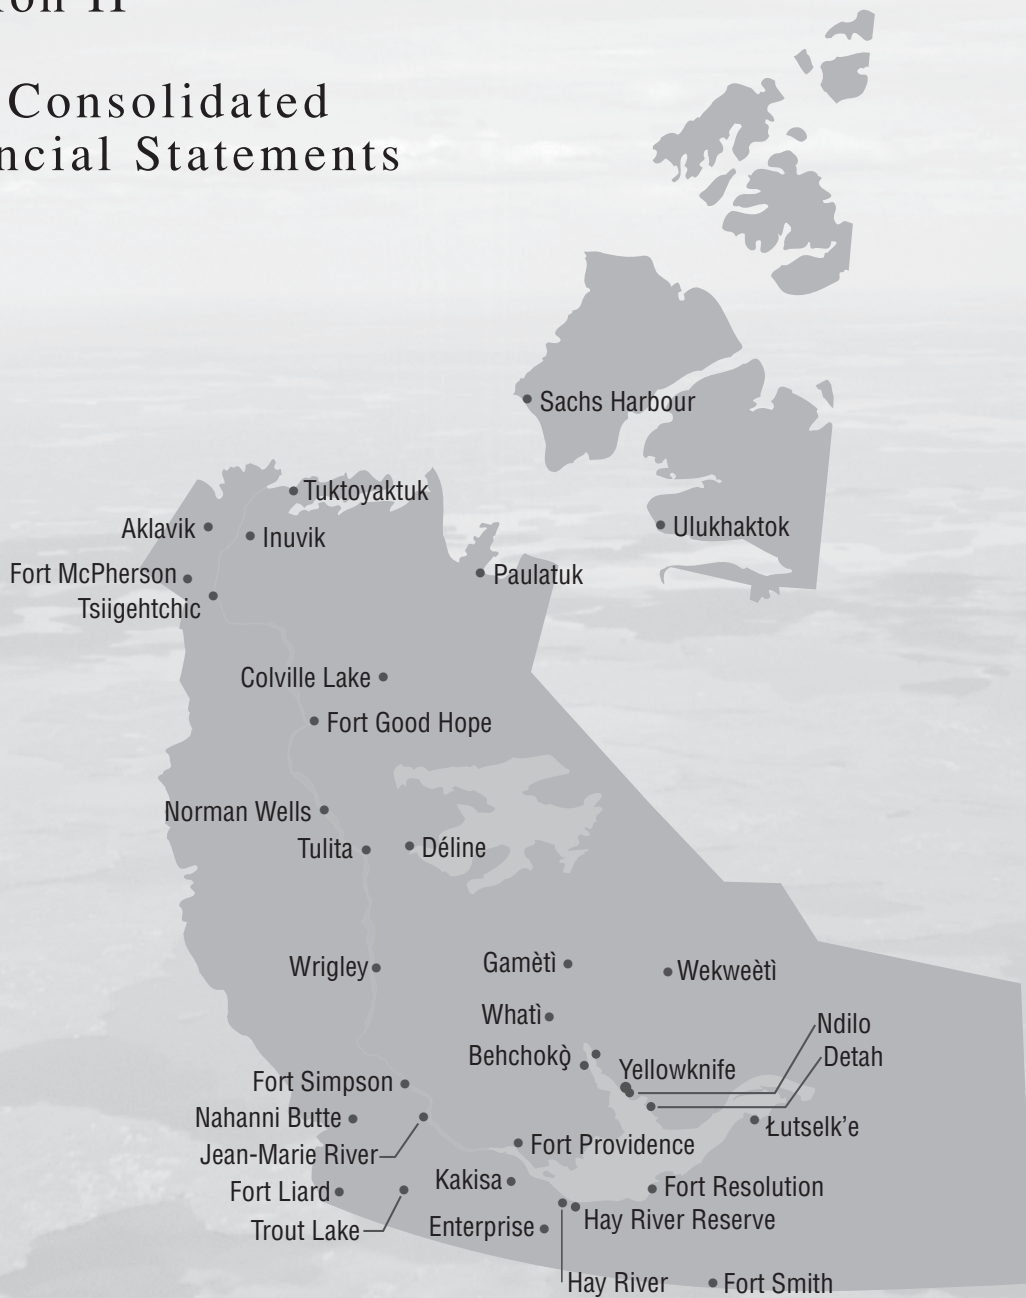 II
Consolidated
Statements
Sachs Harbour
Tuktoyaktuk
Aklavik
Inuvik
Ulukhaktok
Fort McPherson
Paulatuk
Tsiigehtchic
Colville Lake
Fort Good Hope
Norman Wells
Tulita
Déline
Wrigley
Gamètì
Wekweètì
Whatì
Ndilo
Behchokǫ̀
Detah
Yellowknife
Fort Simpson
Nahanni Butte
Łutselk'e
Fort Providence
Jean-Marie River
Kakisa
Fort Resolution
Fort Liard
Hay River Reserve
Enterprise
Trout Lake
Hay River
Fort Smith